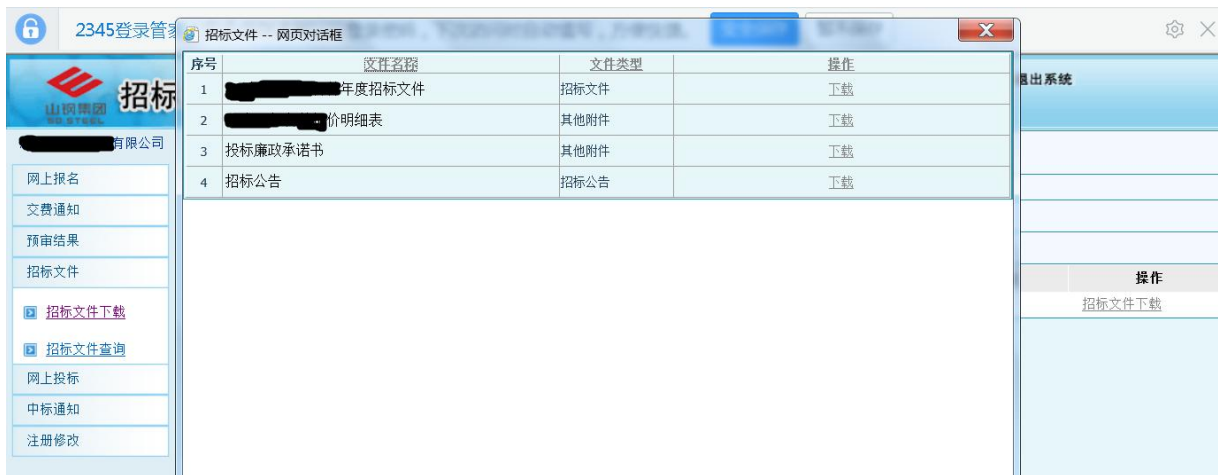 2345登录管家
招标文件 -- 网页对话框
序号 文件名称 文件类型 操作
1 年度招标文件 招标文件 下载
2 价明细表 其他附件 下载
3 投标廉政承诺书 其他附件 下载
4 招标公告 招标公告 下载
山钢集团
SD STEEL
招标
退出系统
有限公司
网上报名
交费通知
预审结果
招标文件
招标文件下载
招标文件查询
网上投标
中标通知
注册修改
操作
招标文件下载